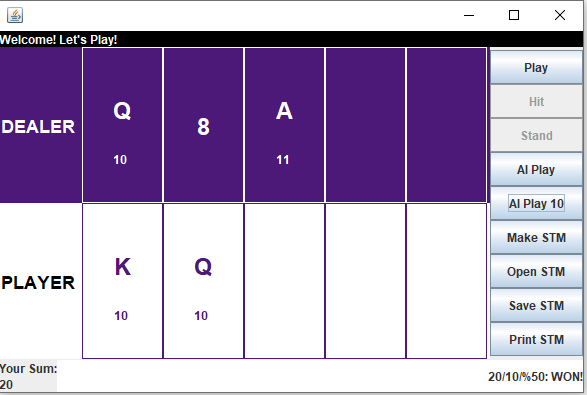 Welcome! Let's Play!
DEALER
Q
10
8
A
11
PLAYER
K
10
Q
10
Play
Hit
Stand
AI Play
AI Play 10
Make STM
Open STM
Save STM
Print STM
Your Sum:
20
20/10/%50: WON!